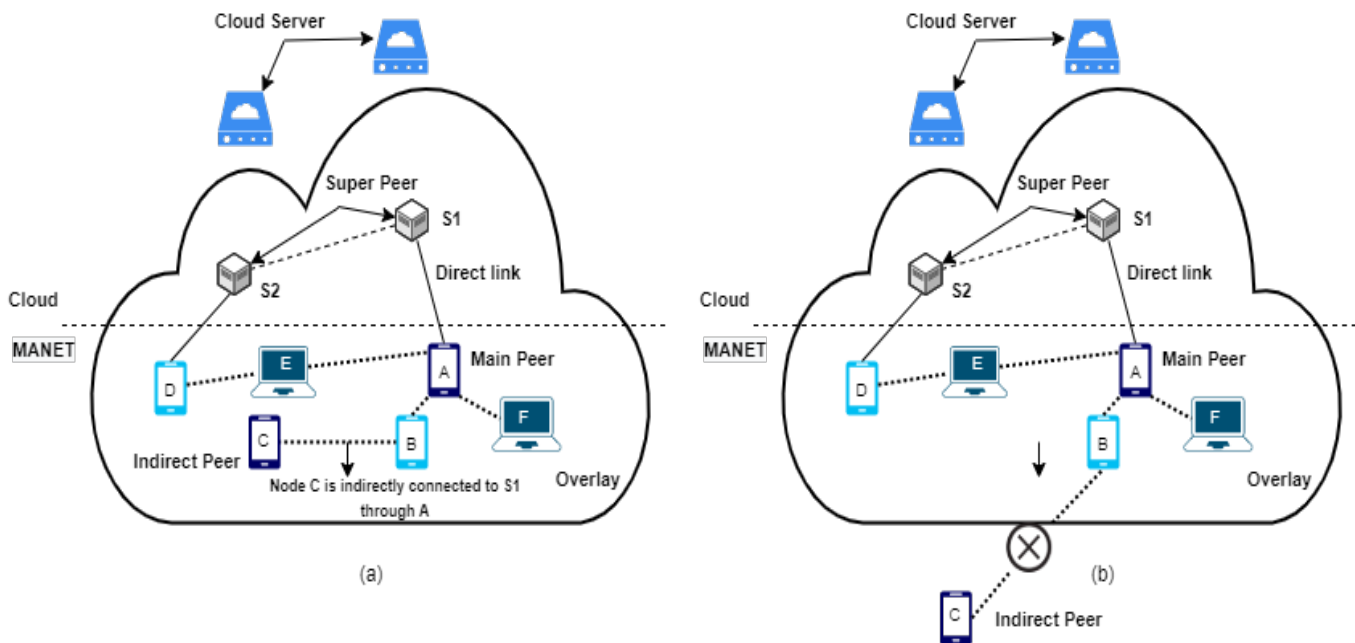 Cloud Server
Super Peer
S1
S2
Direct link
Cloud
MANET
Main Peer
E
A
D
F
C
B
Indirect Peer
Overlay
Node C is indirectly connected to S1
through A
(a)
Cloud Server
Super Peer
S1
S2
Direct link
Cloud
MANET
Main Peer
E
A
D
F
B
Overlay
(b)
C
Indirect Peer